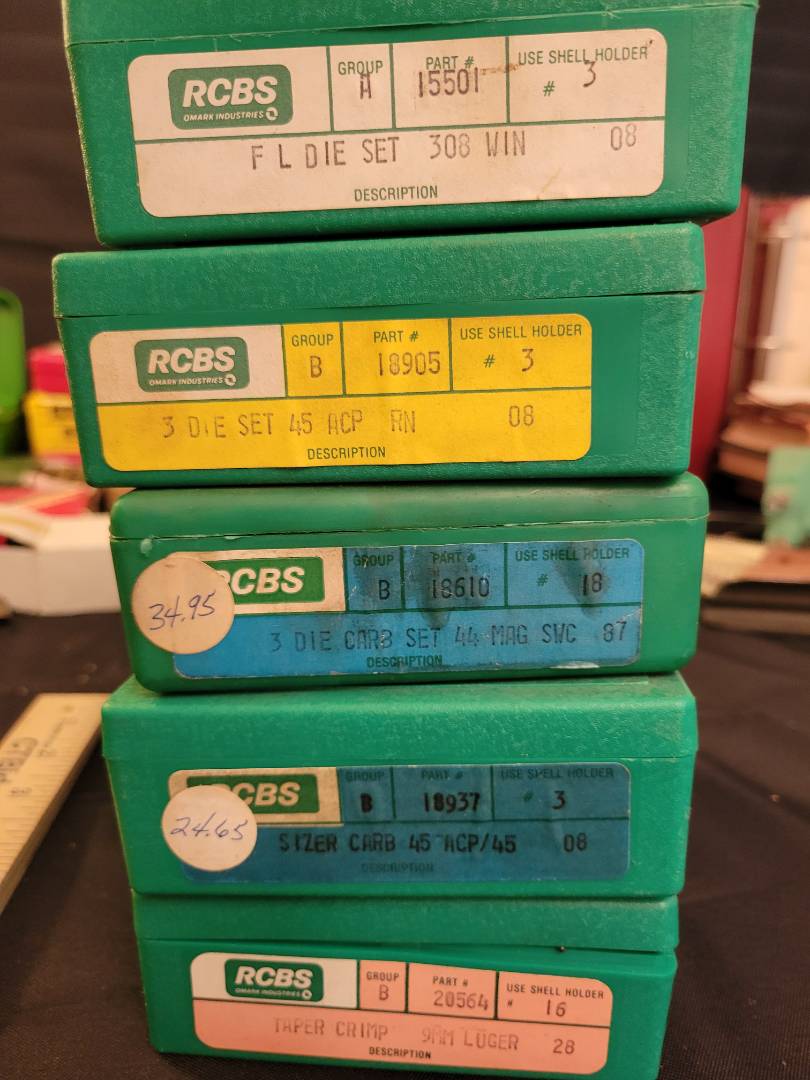 RCBS
OMARK INDUSTRIES
GROUP A
PART # 15501
USE SHELL HOLDER # 3
F L DIE SET 308 WIN 08
DESCRIPTION
RCBS
OMARK INDUSTRIES
GROUP B
PART # 18905
USE SHELL HOLDER # 3
3 DIE SET 45 ACP RN 08
DESCRIPTION
34.95
RCBS
GROUP B
PART # 18610
USE SHELL HOLDER # 18
3 DIE CARB SET 44 MAG SWC 87
DESCRIPTION
24.65
CBS
GROUP B
PART # 18937
USE SHELL HOLDER # 3
SIZER CARB 45 ACP/45 08
DESCRIPTION
RCBS
OMARK INDUSTRIES
GROUP B
PART # 20564
USE SHELL HOLDER # 16
TAPER CRIMP 9MM LUGER 28
DESCRIPTION